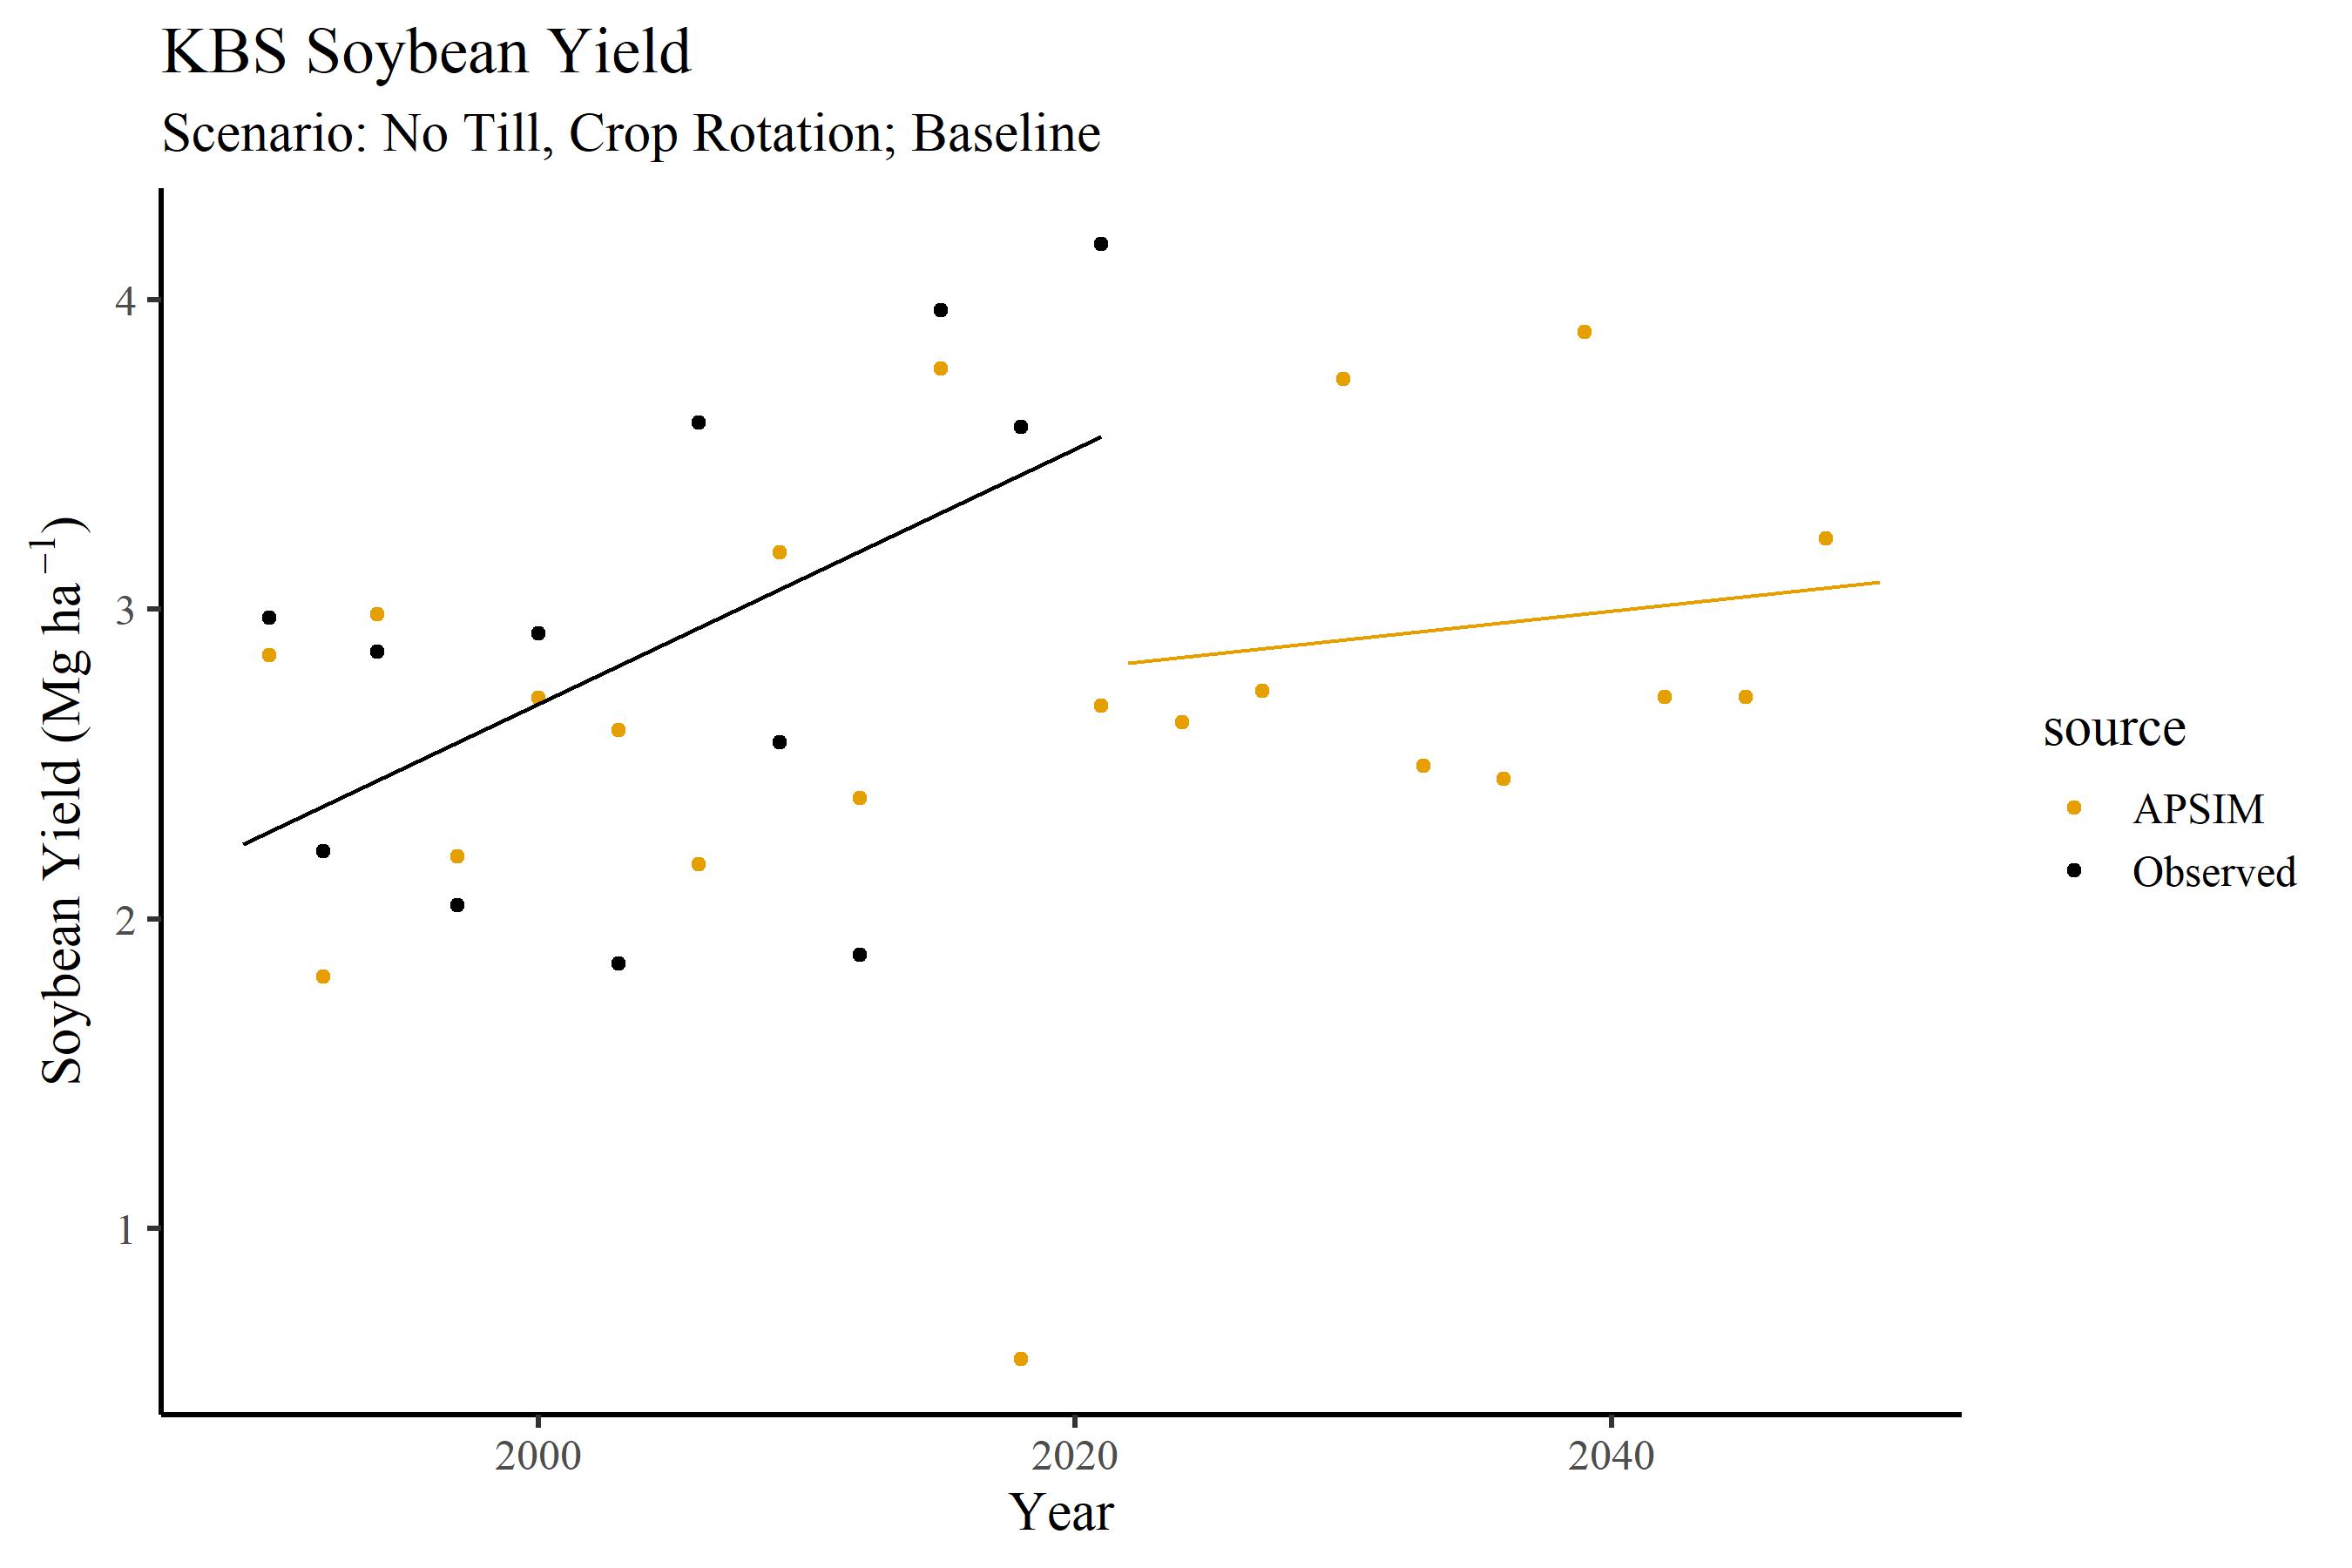 KBS Soybean Yield
Scenario: No Till, Crop Rotation; Baseline
Soybean Yield (Mg ha⁻¹)
4
3
2
1
2000 2020 2040
Year
source
APSIM
Observed